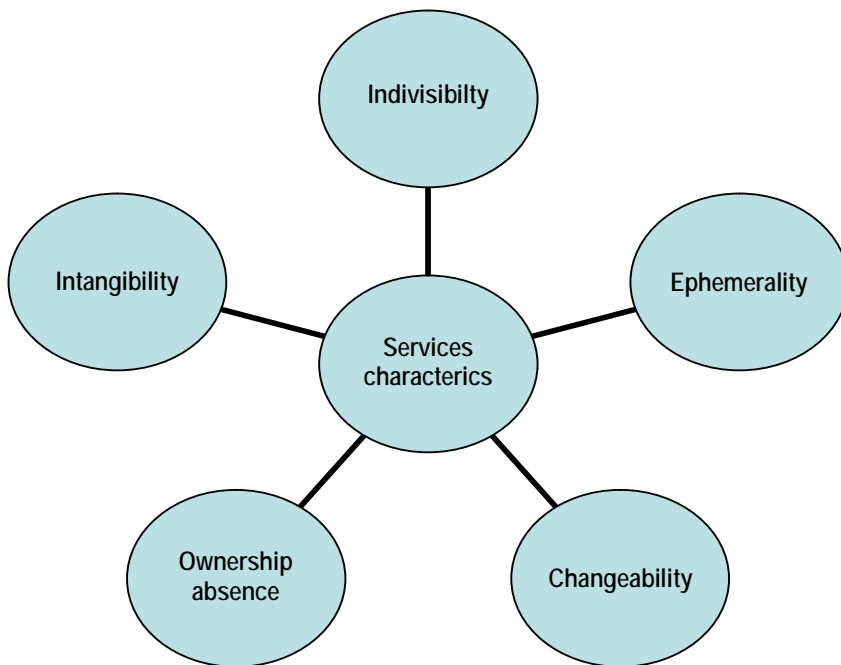 Indivisibilty
Intangibility
Ephemerality
Services
characterics
Ownership
absence
Changeability